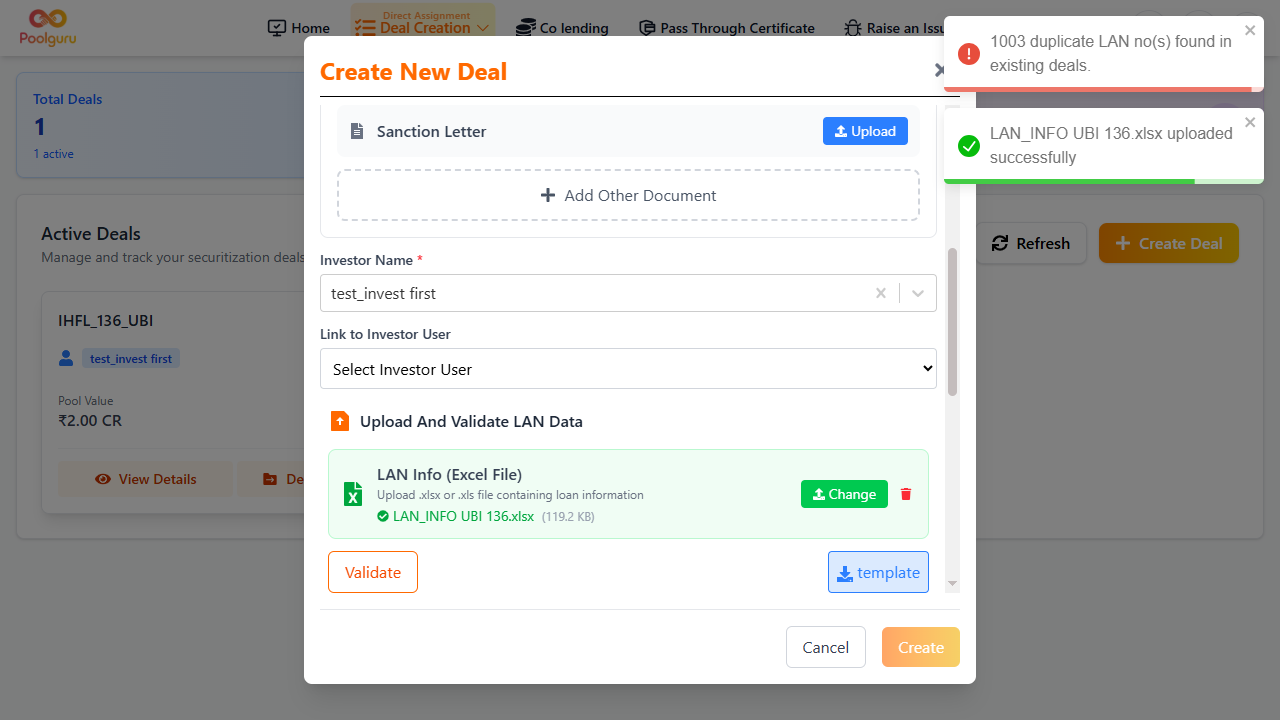 Poolguru
Home
Direct Assignment
Deal Creation
Co lending
Pass Through Certificate
Raise an Issu
1003 duplicate LAN no(s) found in
existing deals.
LAN_INFO UBI 136.xlsx uploaded
successfully
Total Deals
1
1 active
Active Deals
Manage and track your securitization deals
Refresh
Create Deal
IHFL_136_UBI
test_invest first
Pool Value
₹2.00 CR
View Details
De
Create New Deal
Sanction Letter
Upload
Add Other Document
Investor Name *
test_invest first
Link to Investor User
Select Investor User
Upload And Validate LAN Data
LAN Info (Excel File)
Upload .xlsx or .xls file containing loan information
LAN_INFO UBI 136.xlsx (119.2 KB)
Change
Validate
template
Cancel
Create